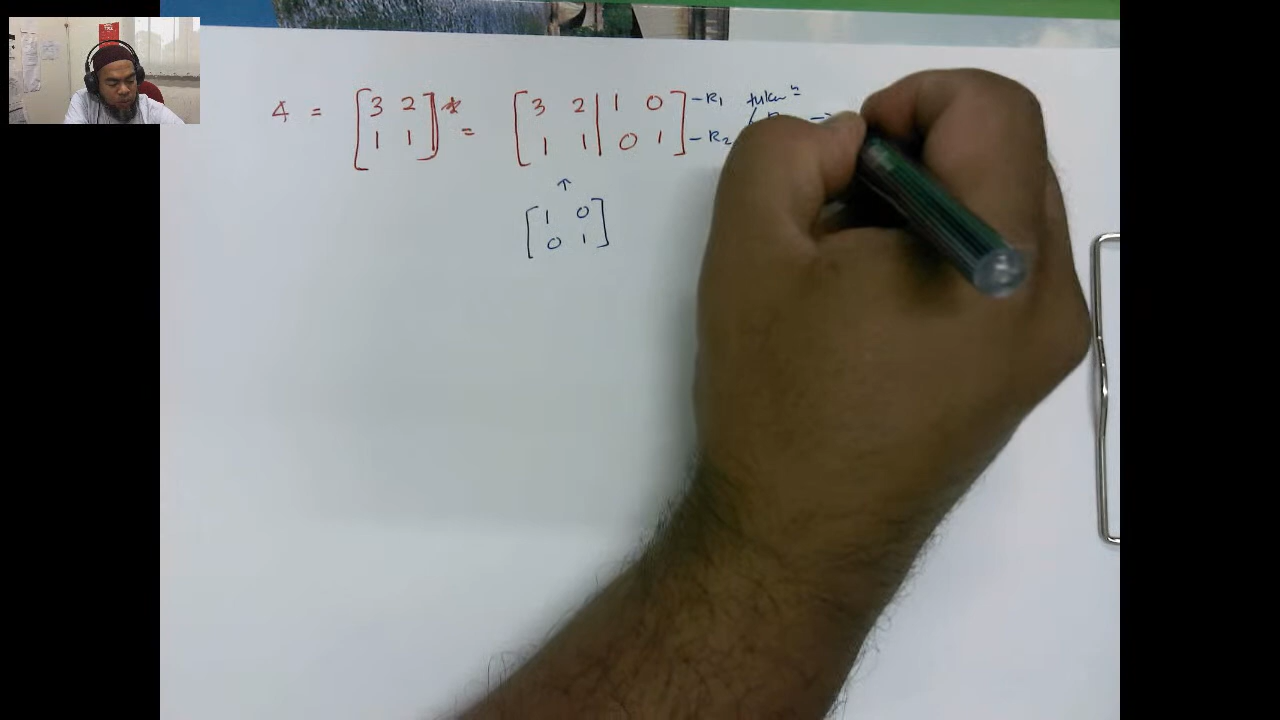 A = [3 2] * = [3 2 | 1 0] - R1 tukar"
[1 1] [1 1 | 0 1] - R2
↑
[1 0]
[0 1]